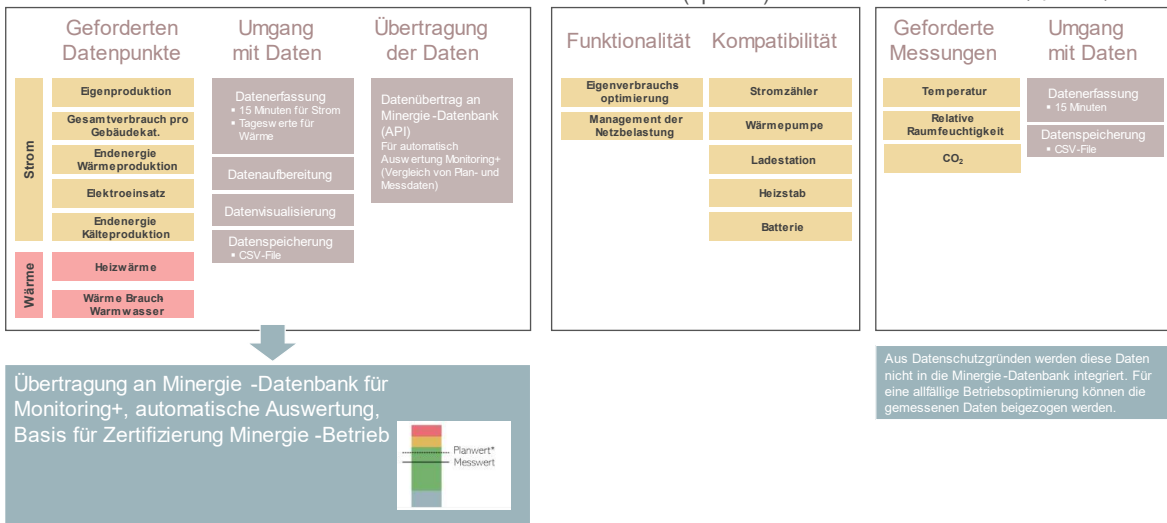 Geforderten
Datenpunkte
Umgang
mit Daten
Übertragung
der Daten
Strom
Eigenproduktion
Gesamtverbrauch pro
Gebäudekat.
Endenergie
Wärmeproduktion
Elektroeinsatz
Endenergie
Kälteproduktion
Wärme
Heizwärme
Wärme Brauch-
Warmwasser
Datenerfassung
▪ 15 Minuten für Strom
▪ Tageswerte für
Wärme
Datenaufbereitung
Datenvisualisierung
Datenspeicherung
▪ CSV-File
Datenübertrag an
Minergie-Datenbank
(API)
Für automatisch
Auswertung Monitoring+
(Vergleich von Plan- und
Messdaten)
Übertragung an Minergie -Datenbank für
Monitoring+, automatische Auswertung,
Basis für Zertifizierung Minergie -Betrieb
Planwert*
Messwert
Funktionalität
Kompatibilität
Eigenverbrauchs
optimierung
Management der
Netzbelastung
Stromzähler
Wärmepumpe
Ladestation
Heizstab
Batterie
Geforderte
Messungen
Umgang
mit Daten
Temperatur
Relative
Raumfeuchtigkeit
CO₂
Datenerfassung
▪ 15 Minuten
Datenspeicherung
▪ CSV-File
Aus Datenschutzgründen werden diese Daten
nicht in die Minergie-Datenbank integriert. Für
eine allfällige Betriebsoptimierung können die
gemessenen Daten beigezogen werden.